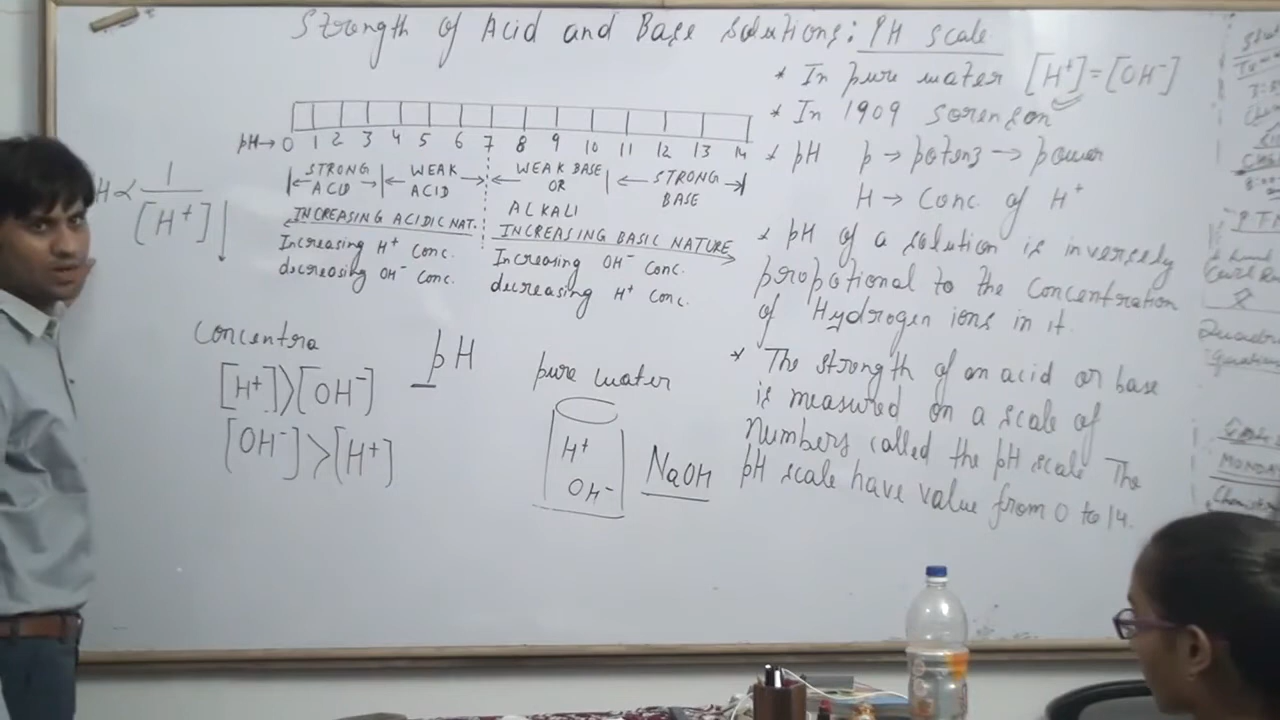 Strength of Acid and Base solutions: PH scale
* In pure water [H⁺] = [OH⁻]
* In 1909 Sorenson
* pH p → potenz → power
H → Conc of H⁺
* pH of a solution is inversely
propotional to the concentration
of Hydrogen ions in it.
* The strength of an acid or base
is measured on a scale of
numbers called the pH scale The
pH scale have value from 0 to 14.
pH→ 0 1 2 3 4 5 6 7 8 9 10 11 12 13 14
STRONG ACID
WEAK ACID
WEAK BASE OR ALKALI
STRONG BASE
INCREASING ACIDIC NAT.
Increasing H⁺ Conc.
decreasing OH⁻ Conc.
INCREASING BASIC NATURE
Increasing OH⁻ Conc.
decreasing H⁺ Conc.
H ∝ 1/[H⁺] ↓
Concentra
[H⁺] > [OH⁻]
[OH⁻] > [H⁺]
pH
pure water
H⁺
OH⁻
NaOH
MONDA